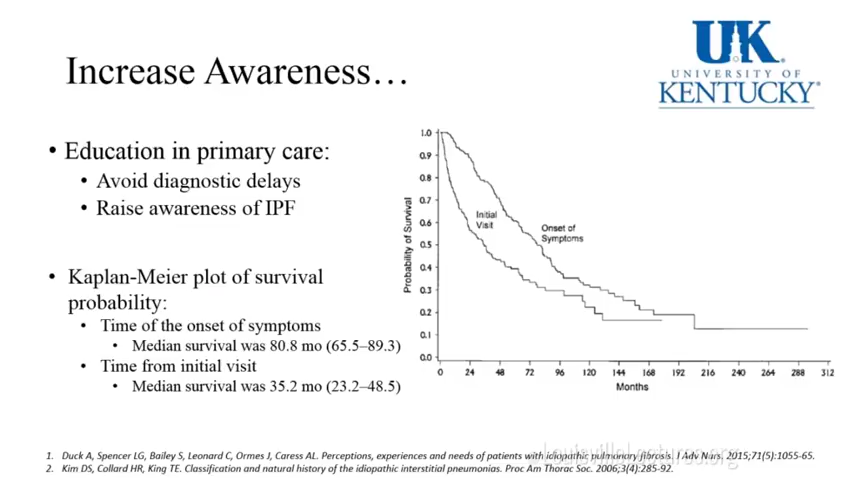 Increase Awareness…
UK
UNIVERSITY OF
KENTUCKY
• Education in primary care:
• Avoid diagnostic delays
• Raise awareness of IPF
• Kaplan-Meier plot of survival
probability:
• Time of the onset of symptoms
• Median survival was 80.8 mo (65.5–89.3)
• Time from initial visit
• Median survival was 35.2 mo (23.2–48.5)
Probability of Survival
1.0
0.9
0.8
0.7
0.6
0.5
0.4
0.3
0.2
0.1
0.0
Initial
Visit
Onset of
Symptoms
0 24 48 72 96 120 144 168 192 216 240 264 288 312
Months
1. Duck A, Spencer LG, Bailey S, Leonard C, Ormes J, Caress AL. Perceptions, experiences and needs of patients with idiopathic pulmonary fibrosis. J Adv Nurs. 2015;71(5):1055-65.
2. Kim DS, Collard HR, King TE. Classification and natural history of the idiopathic interstitial pneumonias. Proc Am Thorac Soc. 2006;3(4):285-92.
LouisvilleLectures.org